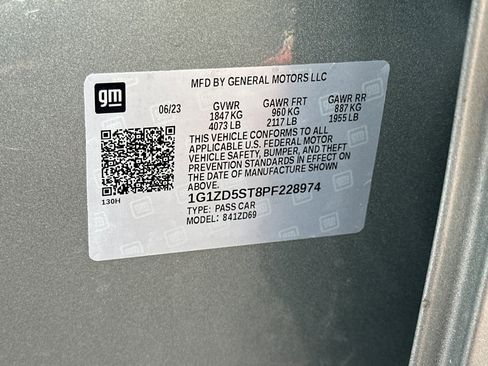 gm
MFD BY GENERAL MOTORS LLC
06/23 GVWR GAWR FRT GAWR RR
1847 KG 960 KG 887 KG
4073 LB 2117 LB 1955 LB
THIS VEHICLE CONFORMS TO ALL
APPLICABLE U.S. FEDERAL MOTOR
VEHICLE SAFETY, BUMPER, AND THEFT
PREVENTION STANDARDS IN EFFECT ON
THE DATE OF MANUFACTURE SHOWN
ABOVE.
130H
1G1ZD5ST8PF228974
TYPE: PASS CAR
MODEL: 841ZD69